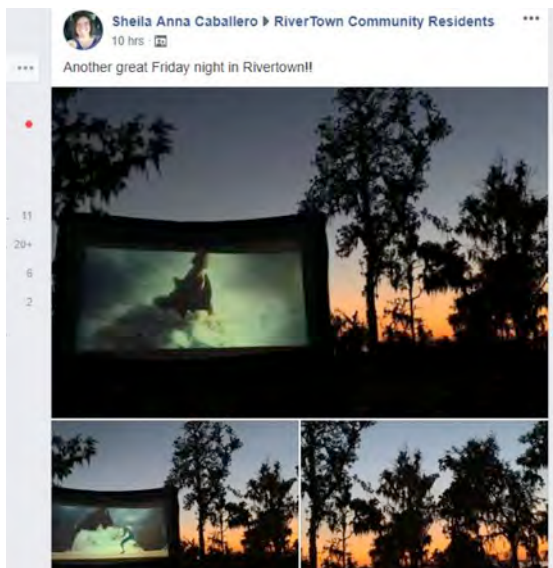 Sheila Anna Caballero ▶ RiverTown Community Residents
10 hrs ·
Another great Friday night in Rivertown!!
11
20+
6
2